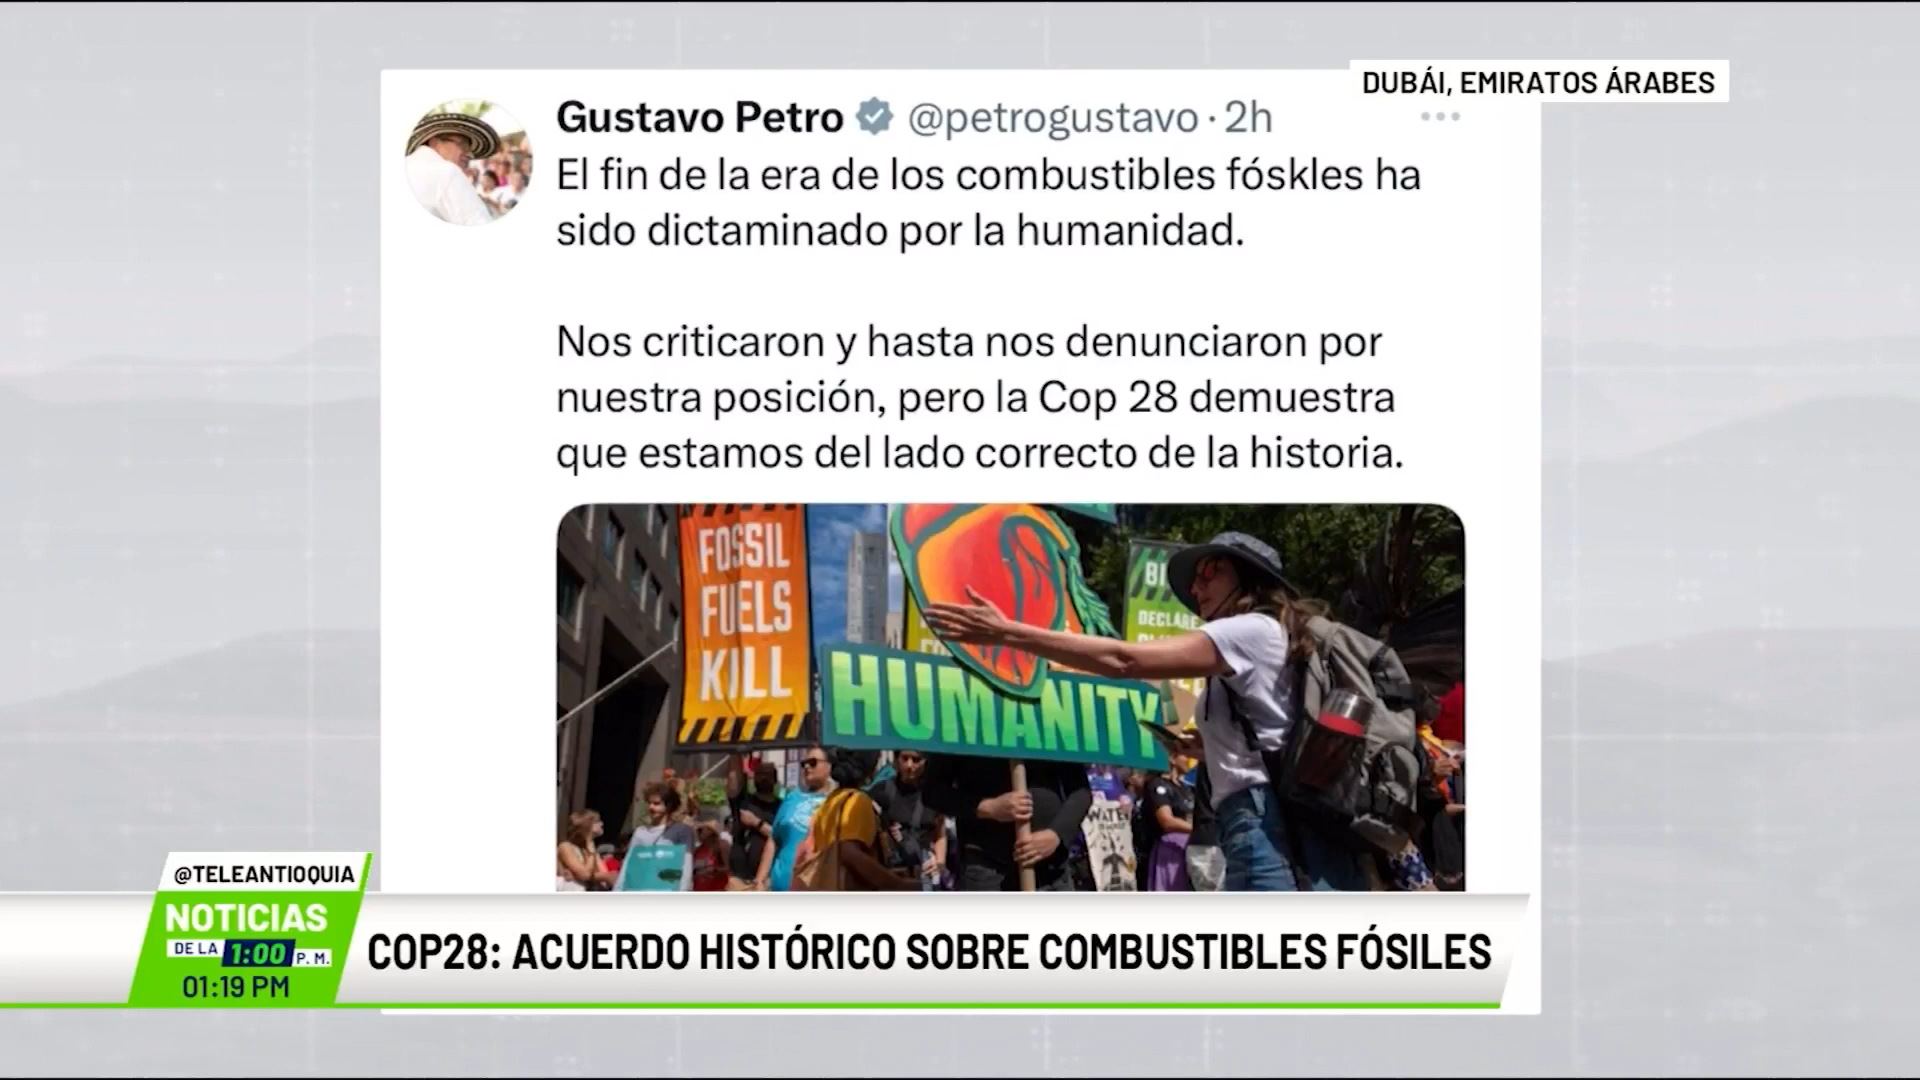 DUBÁI, EMIRATOS ÁRABES
Gustavo Petro @petrogustavo · 2h
El fin de la era de los combustibles fóskles ha
sido dictaminado por la humanidad.
Nos criticaron y hasta nos denunciaron por
nuestra posición, pero la Cop 28 demuestra
que estamos del lado correcto de la historia.
FOSSIL
FUELS
KILL
HUMANITY
DECLARE
WATER
@TELEANTIOQUIA
NOTICIAS
DE LA 1:00 P. M.
01:19 PM
COP28: ACUERDO HISTÓRICO SOBRE COMBUSTIBLES FÓSILES